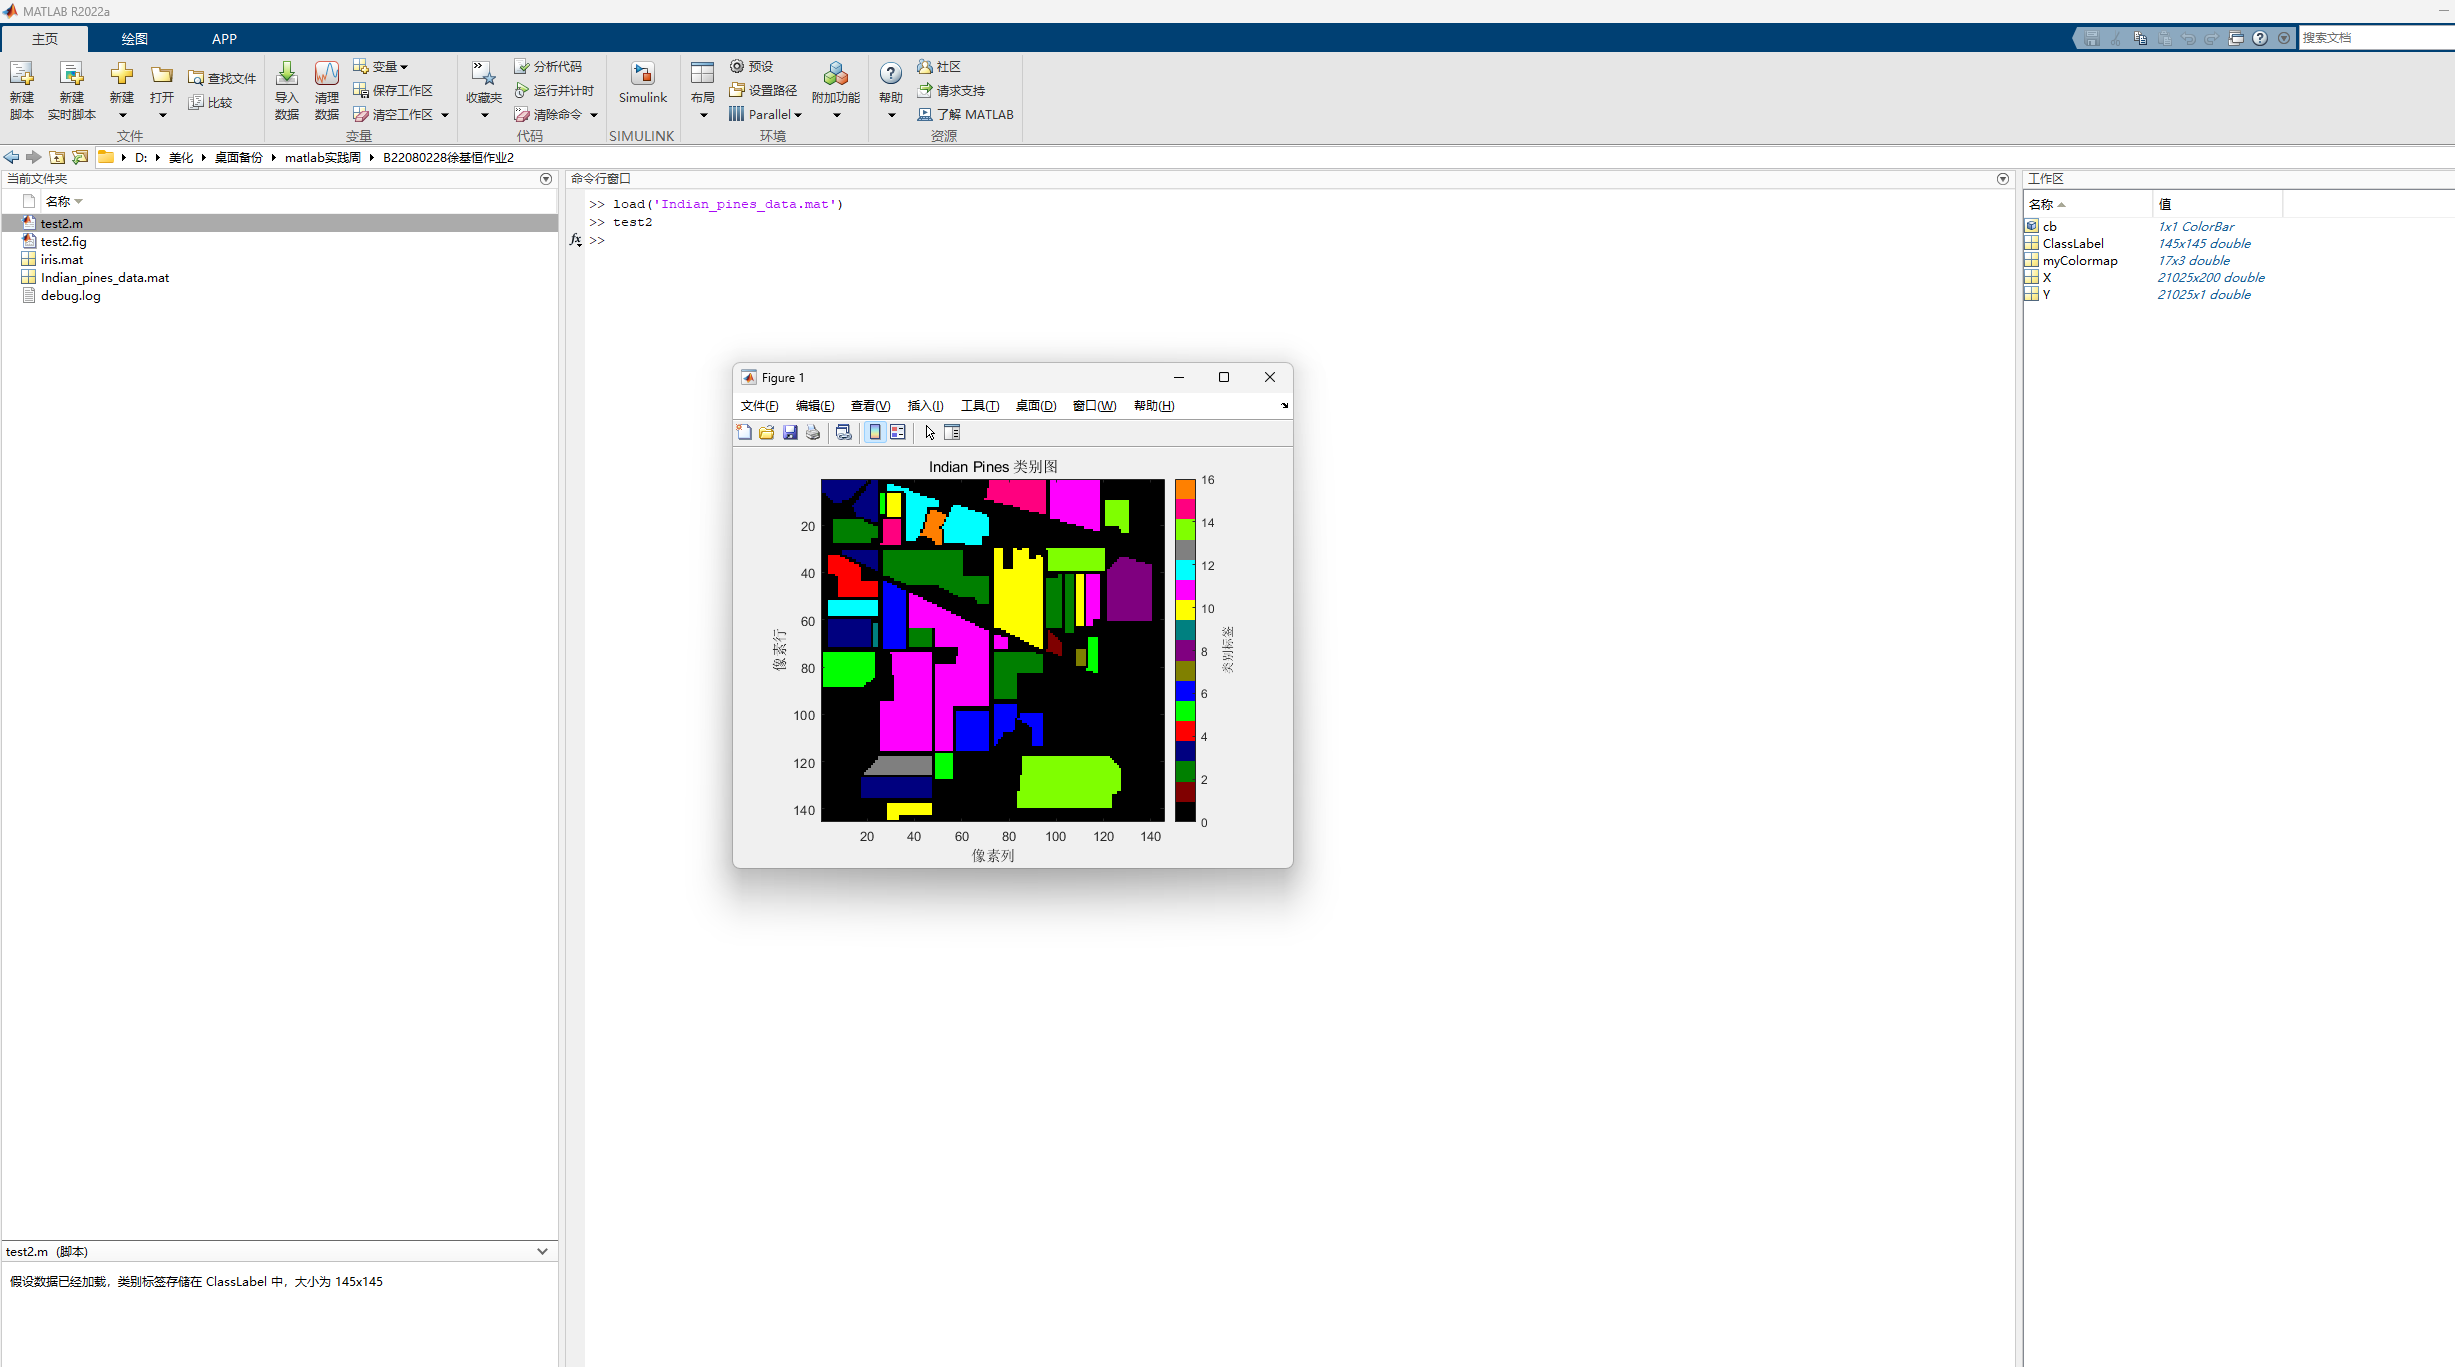 MATLAB R2022a
主页 绘图 APP
搜索文档
新建
脚本
新建
实时脚本
新建
打开
查找文件
比较
文件
导入
数据
清理
数据
变量
保存工作区
清空工作区
变量
收藏夹
分析代码
运行并计时
清除命令
代码
Simulink
SIMULINK
布局
预设
设置路径
Parallel
附加功能
环境
帮助
社区
请求支持
了解 MATLAB
资源
D: 美化 桌面备份 matlab实践周 B22080228徐基恒作业2
当前文件夹
名称
test2.m
test2.fig
iris.mat
Indian_pines_data.mat
debug.log
test2.m (脚本)
假设数据已经加载，类别标签存储在 ClassLabel 中，大小为 145x145
命令行窗口
>> load('Indian_pines_data.mat')
>> test2
fx >>
Figure 1
文件(F) 编辑(E) 查看(V) 插入(I) 工具(T) 桌面(D) 窗口(W) 帮助(H)
Indian Pines 类别图
像素行
20
40
60
80
100
120
140
20 40 60 80 100 120 140
像素列
16
14
12
10
8
6
4
2
0
类别标签
工作区
名称 值
cb 1x1 ColorBar
ClassLabel 145x145 double
myColormap 17x3 double
X 21025x200 double
Y 21025x1 double